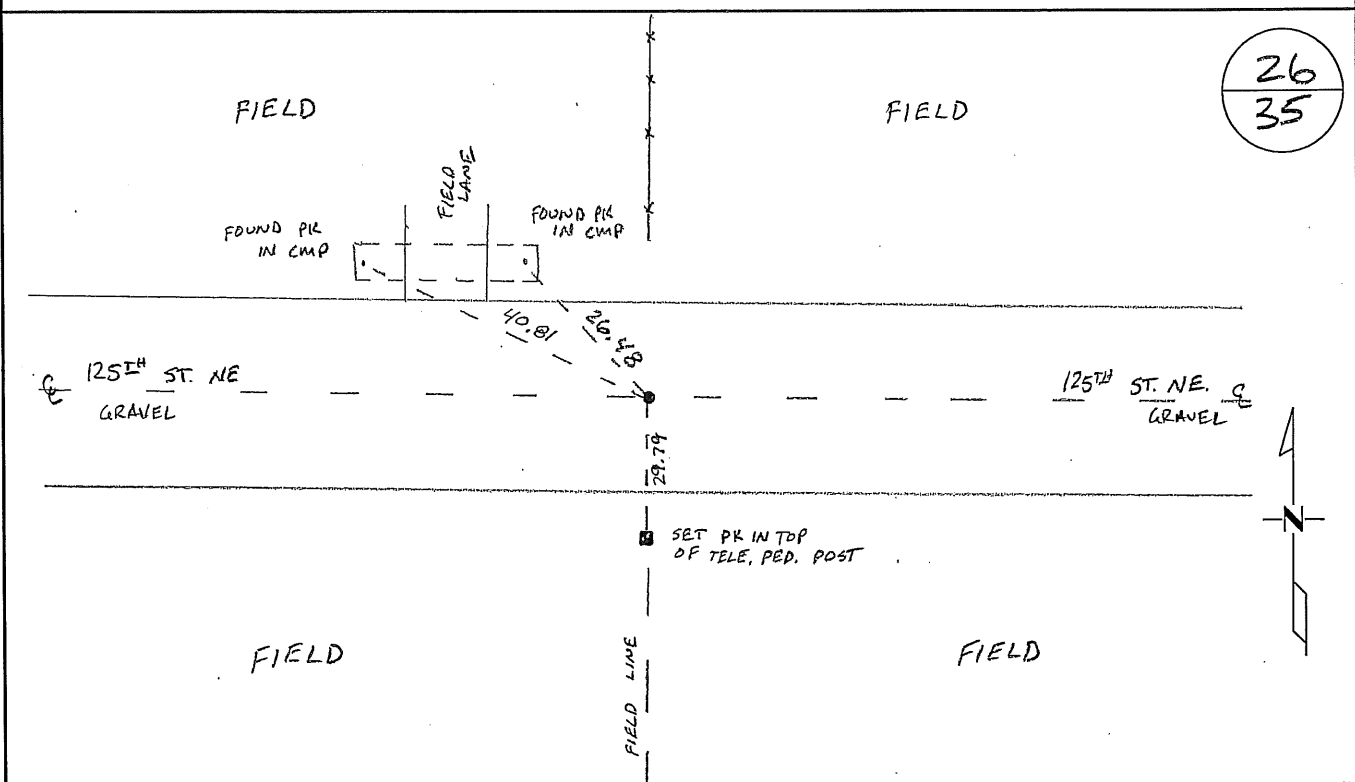 26
35
FIELD
FIELD
FIELD
LANE
FOUND PK
IN CMP
FOUND PK
IN CMP
40.81
26.48
℄ 125TH ST. NE
GRAVEL
125TH ST. NE. ℄
GRAVEL
29.79
N
SET PK IN TOP
OF TELE. PED. POST
FIELD
FIELD
FIELD LINE